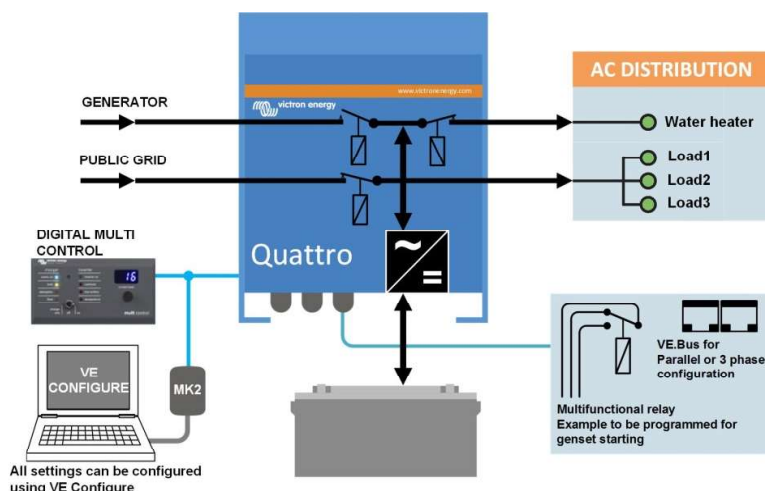 www.victronenergy.com
victron energy
GENERATOR
PUBLIC GRID
AC DISTRIBUTION
Water heater
Load1
Load2
Load3
DIGITAL MULTI
CONTROL
victron energy
16
multi control
Quattro
VE
CONFIGURE
MK2
All settings can be configured
using VE Configure
VE.Bus for
Parallel or 3 phase
configuration
Multifunctional relay
Example to be programmed for
genset starting